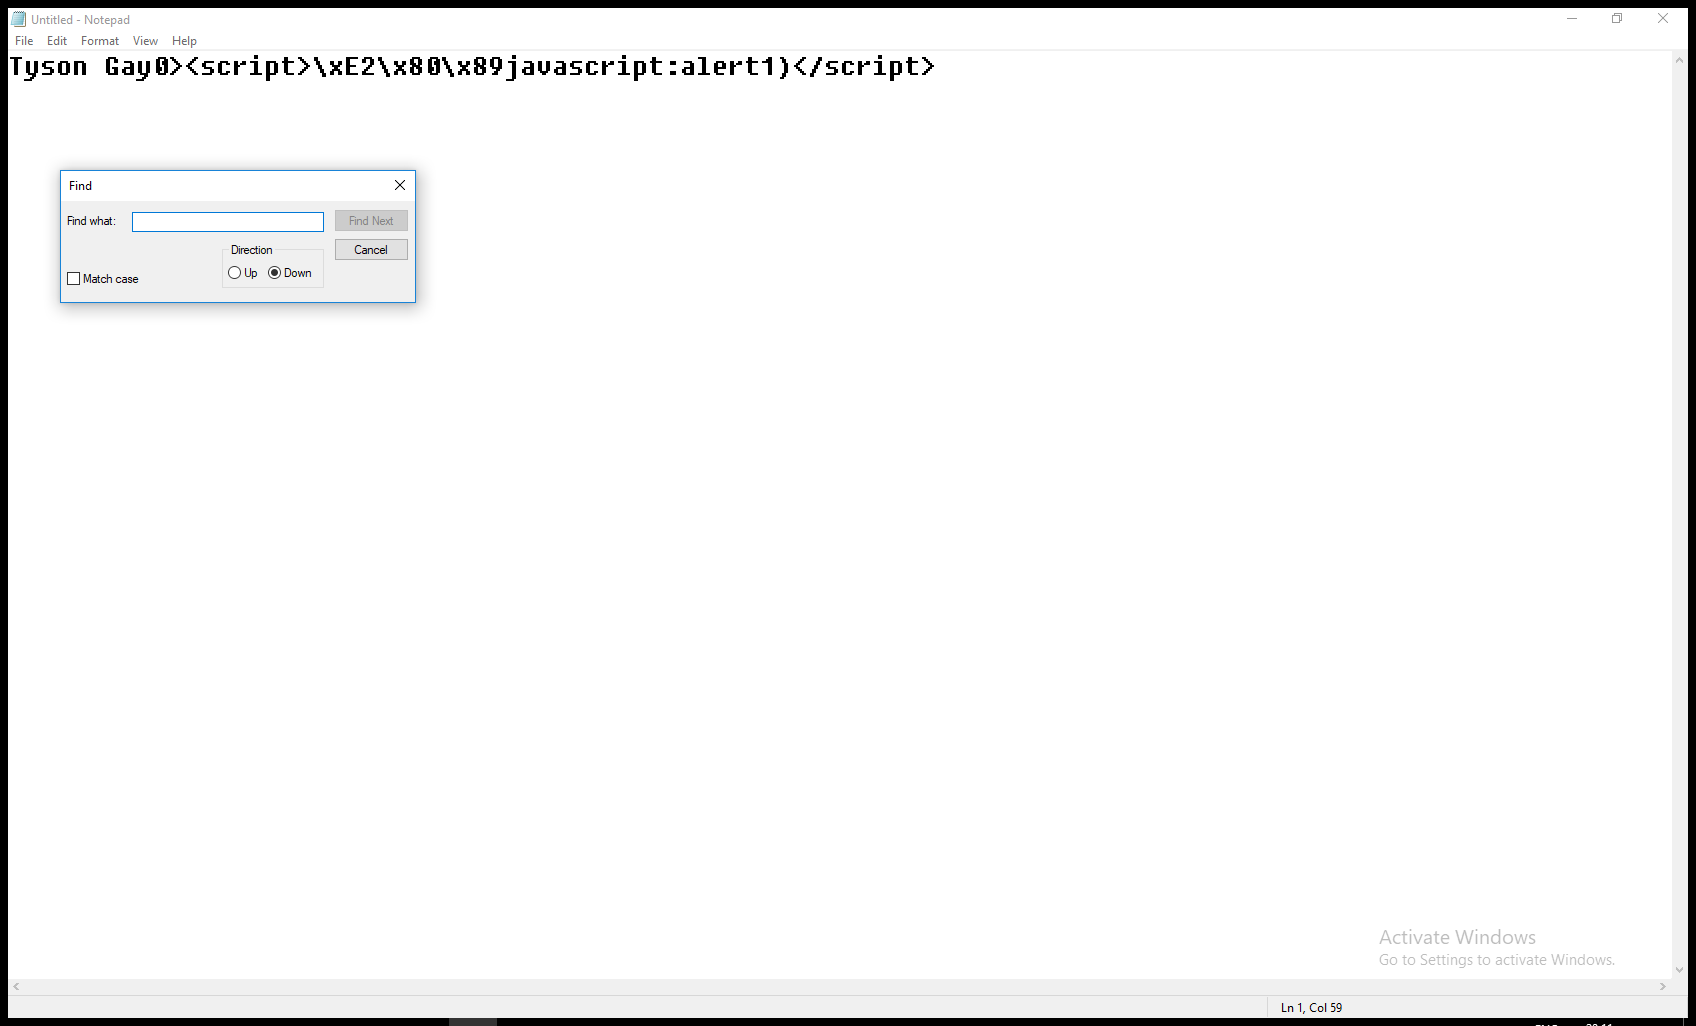 Untitled - Notepad
File Edit Format View Help
Tyson Gay0><script>\xE2\x80\x89javascript:alert1)</script>
Find
Find what:
Find Next
Direction
Cancel
Up Down
Match case
Activate Windows
Go to Settings to activate Windows.
Ln 1, Col 59